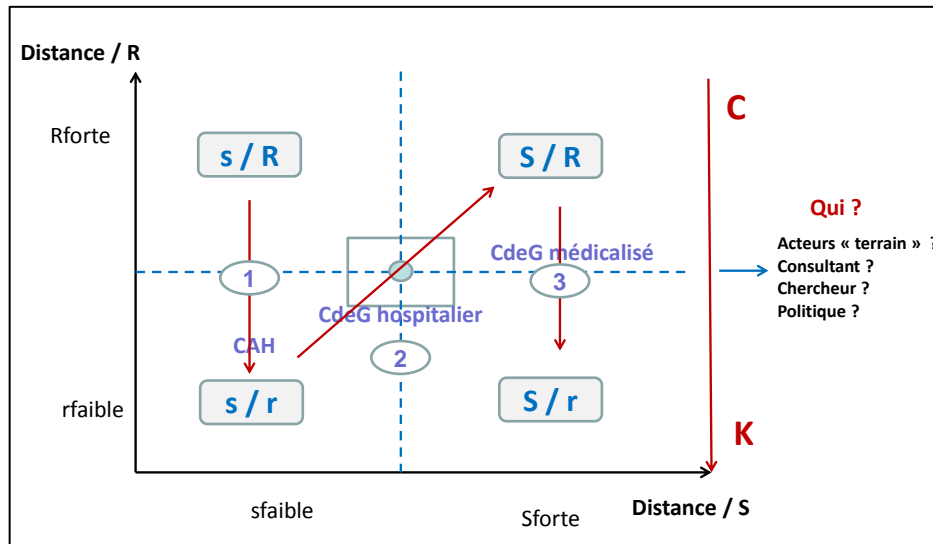 Distance / R
C
Rforte
s / R
S / R
Qui ?
Acteurs « terrain » ?
Consultant ?
Chercheur ?
Politique ?
CdeG médicalisé
1
3
CdeG hospitalier
CAH
2
s / r
S / r
rfaible
K
sfaible
Sforte
Distance / S